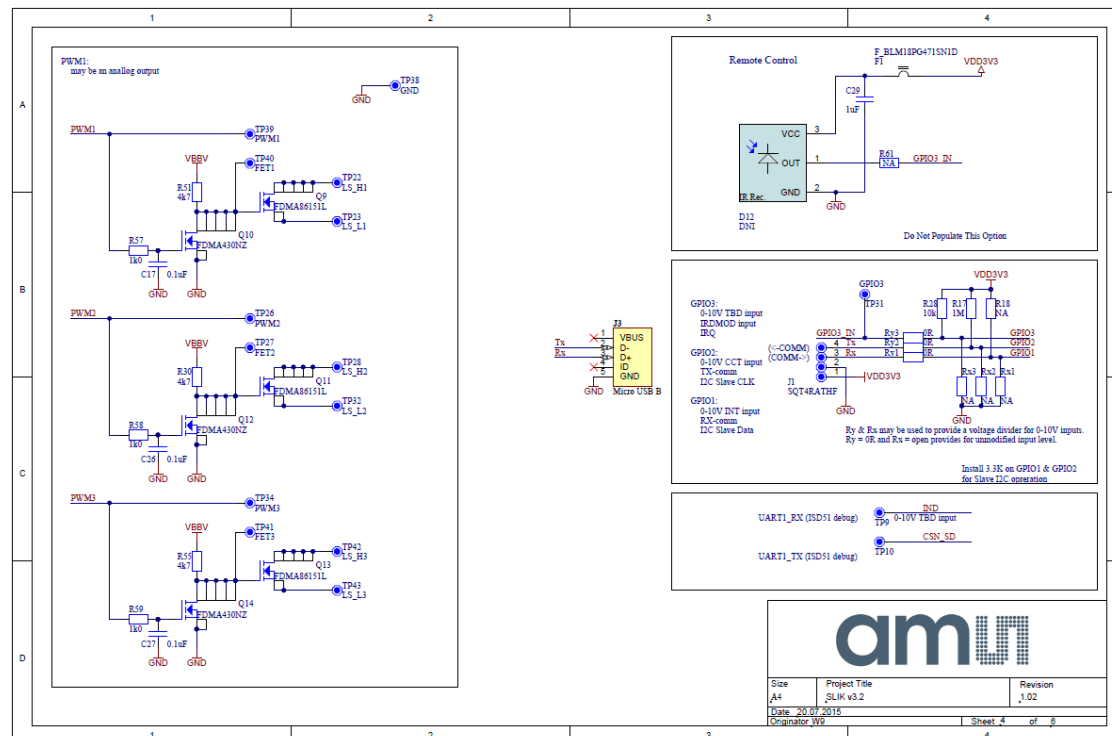 1
2
3
4
A
B
C
D
PWM1:
may be an analog output
TP38
GND
GND
PWM1
TP39
PWM1
VBBV
TP40
FET1
R51
4k7
TP22
LS_H1
Q9
FDMA86151L
TP23
LS_L1
Q10
FDMA430NZ
R57
1k0
C17
0.1uF
GND
GND
PWM2
TP26
PWM2
VBBV
TP27
FET2
R30
4k7
TP28
LS_H2
Q11
FDMA86151L
TP32
LS_L2
Q12
FDMA430NZ
R58
1k0
C26
0.1uF
GND
GND
PWM3
TP34
PWM3
VBBV
TP41
FET3
R55
4k7
TP42
LS_H3
Q13
FDMA86151L
TP43
LS_L3
Q14
FDMA430NZ
R59
1k0
C27
0.1uF
GND
GND
J3
Tx
Rx
1
2
3
4
5
VBUS
D-
D+
ID
GND
GND
Micro USB B
Remote Control
F_BLM18PG471SN1D
F1
VDD3V3
C29
1uF
VCC
3
OUT
1
GND
2
IR Rec.
R61
NA
GPIO3_IN
GND
D12
DNI
Do Not Populate This Option
GPIO3:
0-10V TBD input
IRDMOD input
IRQ
GPIO2:
0-10V CCT input
TX-comm
I2C Slave CLK
GPIO1:
0-10V INT input
RX-comm
I2C Slave Data
GPIO3
TP31
VDD3V3
R28
10k
R17
1M
R18
NA
GPIO3_IN
Ry3
0R
GPIO3
(<-COMM)
4
Tx
Ry2
0R
GPIO2
(COMM->)
3
Rx
Ry1
0R
GPIO1
2
1
VDD3V3
J1
SQT4RATHF
GND
Rx3
Rx2
Rx1
NA
NA
NA
GND
Ry & Rx may be used to provide a voltage divider for 0-10V inputs.
Ry = 0R and Rx = open provides for unmodified input level.
Install 3.3K on GPIO1 & GPIO2
for Slave I2C opreration
UART1_RX (ISD51 debug)
TP9
IND
0-10V TBD input
UART1_TX (ISD51 debug)
TP10
CSN_SD
am
Size
A4
Project Title
SLIK v3.2
Revision
1.02
Date 20.07.2015
Originator W9
Sheet 4 of 6
1
2
3
4